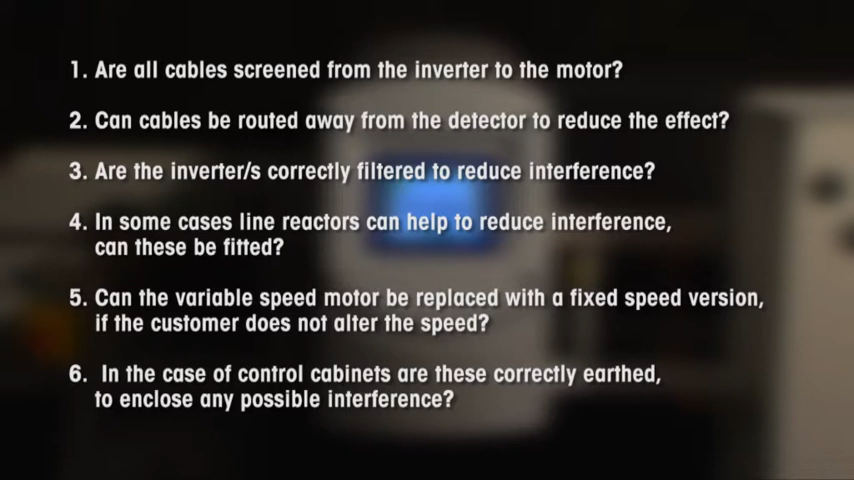 1. Are all cables screened from the inverter to the motor?
2. Can cables be routed away from the detector to reduce the effect?
3. Are the inverter/s correctly filtered to reduce interference?
4. In some cases line reactors can help to reduce interference,
can these be fitted?
5. Can the variable speed motor be replaced with a fixed speed version,
if the customer does not alter the speed?
6. In the case of control cabinets are these correctly earthed,
to enclose any possible interference?